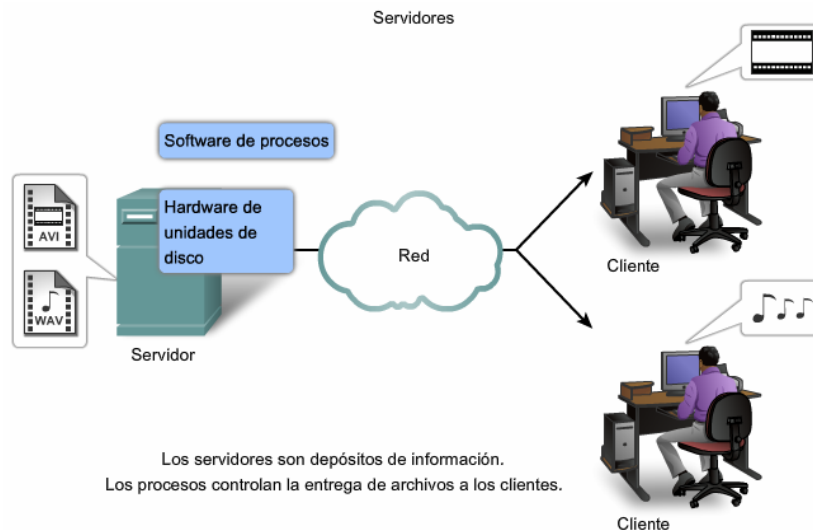 Servidores
Software de procesos
Hardware de
unidades de
disco
AVI
WAV
Servidor
Red
Cliente
Cliente
Los servidores son depósitos de información.
Los procesos controlan la entrega de archivos a los clientes.